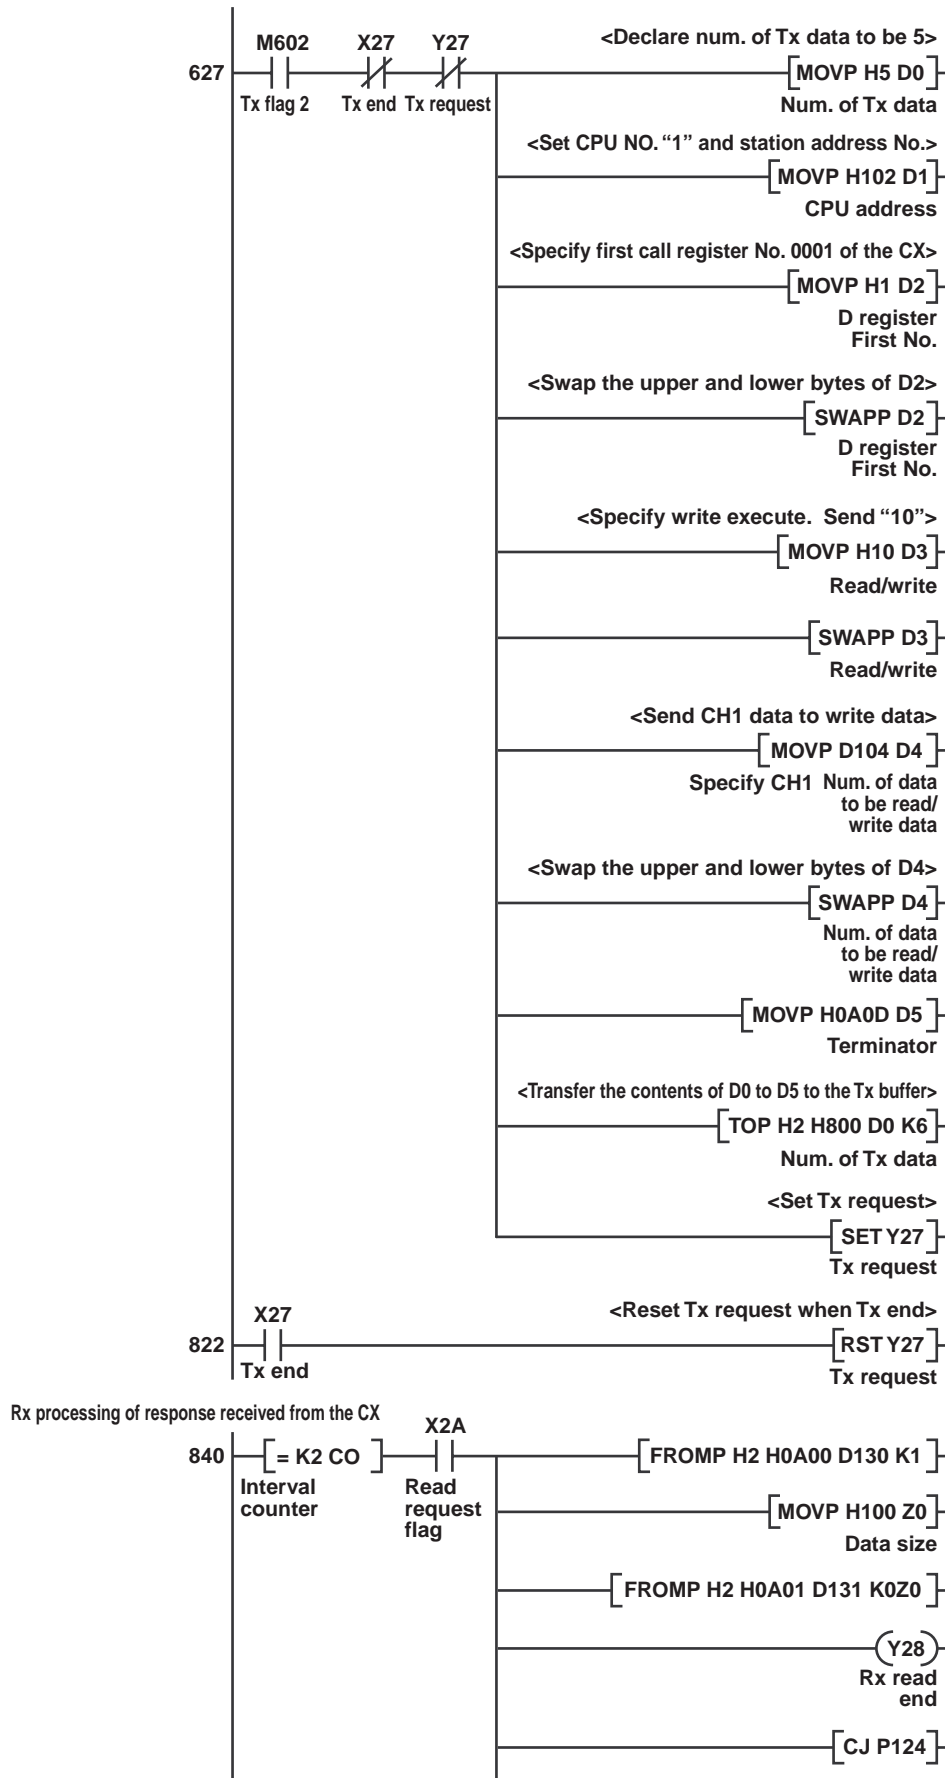 <Declare num. of Tx data to be 5>
M602 X27 Y27
627 MOVP H5 D0
Tx flag 2 Tx end Tx request Num. of Tx data
<Set CPU NO. “1” and station address No.>
MOVP H102 D1
CPU address
<Specify first call register No. 0001 of the CX>
MOVP H1 D2
D register
First No.
<Swap the upper and lower bytes of D2>
SWAPP D2
D register
First No.
<Specify write execute. Send “10”>
MOVP H10 D3
Read/write
SWAPP D3
Read/write
<Send CH1 data to write data>
MOVP D104 D4
Specify CH1 Num. of data
to be read/
write data
<Swap the upper and lower bytes of D4>
SWAPP D4
Num. of data
to be read/
write data
MOVP H0A0D D5
Terminator
<Transfer the contents of D0 to D5 to the Tx buffer>
TOP H2 H800 D0 K6
Num. of Tx data
<Set Tx request>
SET Y27
Tx request
X27 <Reset Tx request when Tx end>
822 RST Y27
Tx end Tx request
Rx processing of response received from the CX
X2A
840 = K2 CO FROMP H2 H0A00 D130 K1
Interval Read
counter request
flag
MOVP H100 Z0
Data size
FROMP H2 H0A01 D131 K0Z0
Y28
Rx read
end
CJ P124